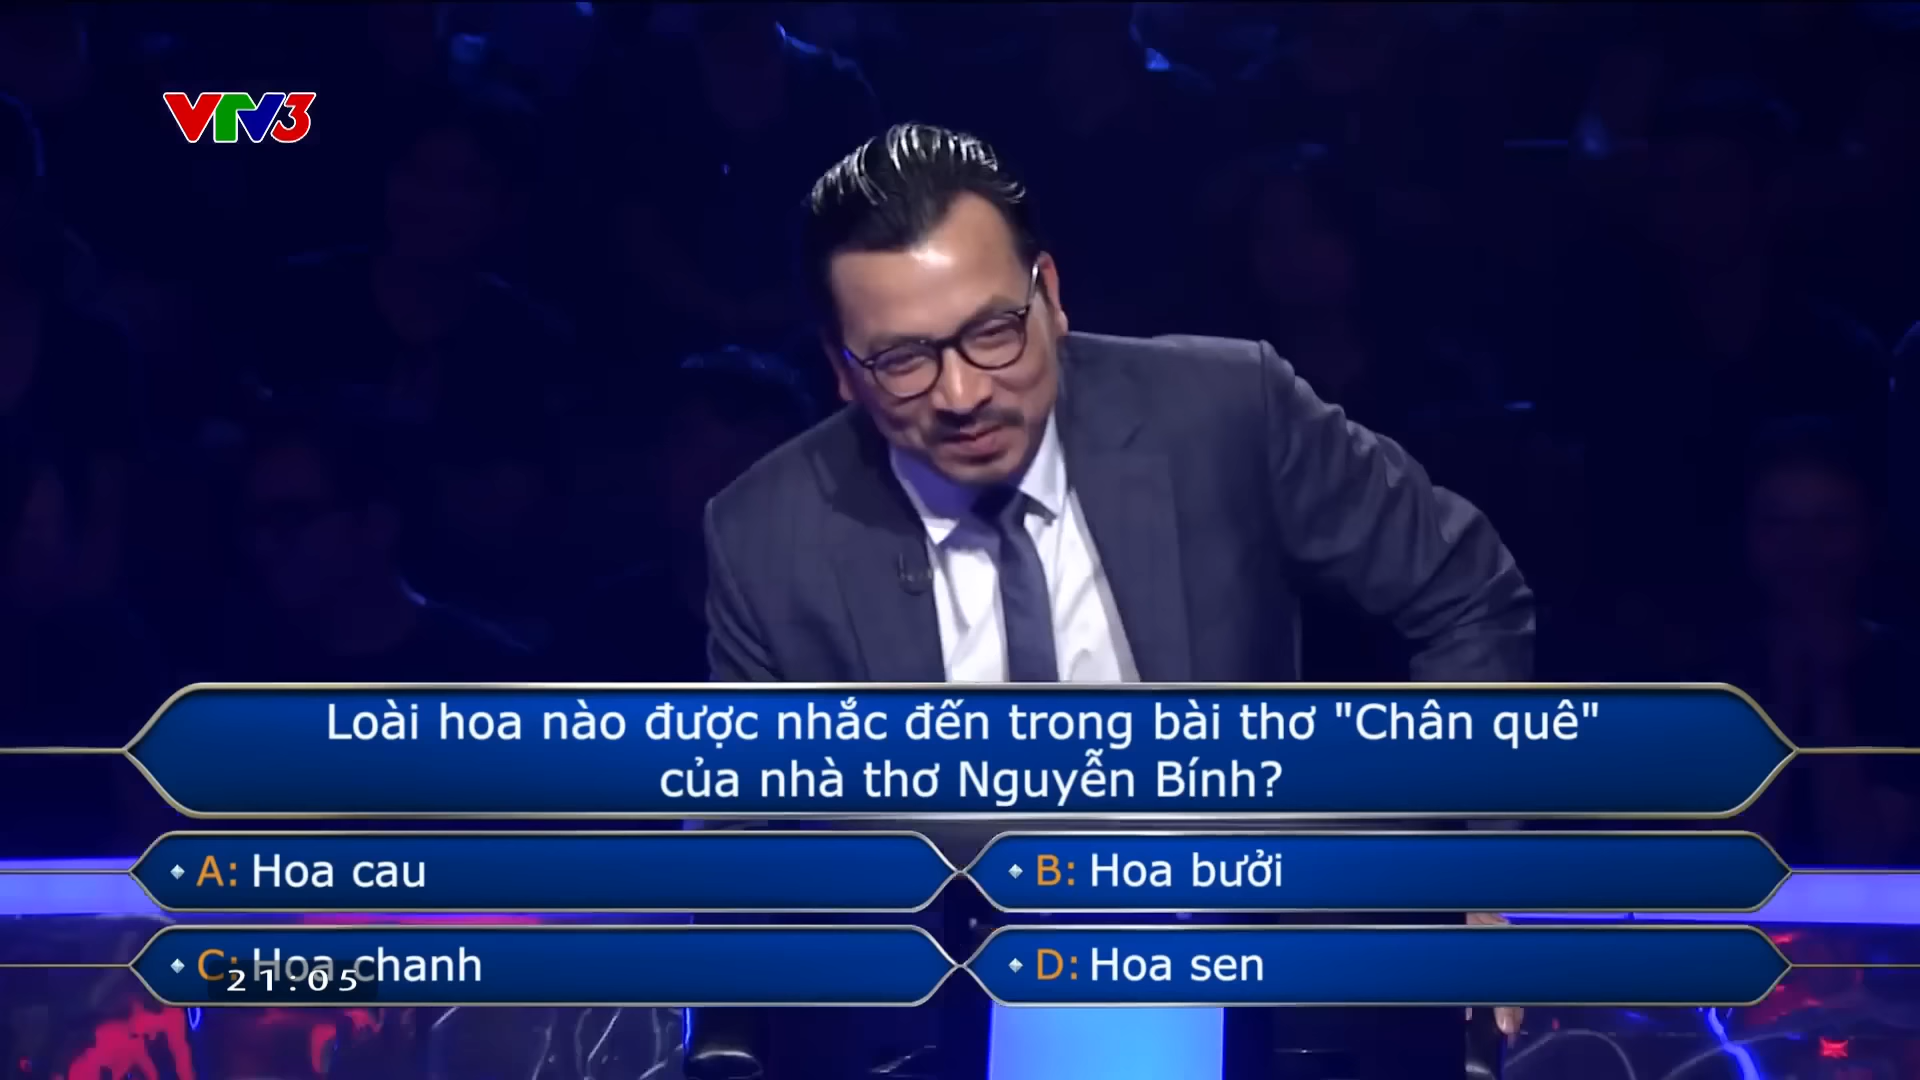 VTV3
Loài hoa nào được nhắc đến trong bài thơ "Chân quê"
của nhà thơ Nguyễn Bính?
A: Hoa cau
B: Hoa bưởi
C: Hoa chanh
D: Hoa sen
21:05